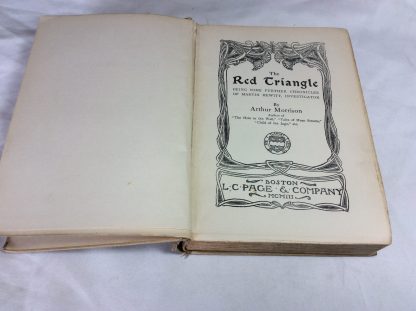 The
Red Triangle
BEING SOME FURTHER CHRONICLES
OF MARTIN HEWITT, INVESTIGATOR
By
Arthur Morrison
Author of
"The Hole in the Wall," "Tales of Mean Streets,"
"Child of the Jago," etc.
BOSTON
L. C. PAGE & COMPANY
MCMIII